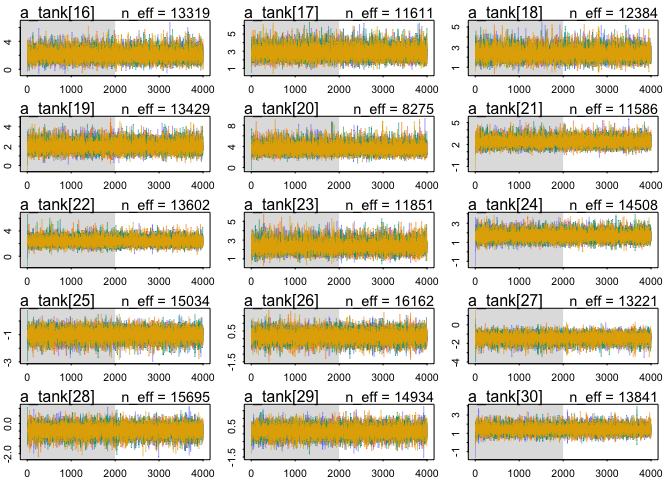 a_tank[16] n_eff = 13319 a_tank[17] n_eff = 11611 a_tank[18] n_eff = 12384
0 4
1 3 5
1 3 5
0 1000 2000 3000 4000 0 1000 2000 3000 4000 0 1000 2000 3000 4000
a_tank[19] n_eff = 13429 a_tank[20] n_eff = 8275 a_tank[21] n_eff = 11586
0 2 4
0 4 8
-1 2 5
0 1000 2000 3000 4000 0 1000 2000 3000 4000 0 1000 2000 3000 4000
a_tank[22] n_eff = 13602 a_tank[23] n_eff = 11851 a_tank[24] n_eff = 14508
0 4
1 3 5
-1 1 3
0 1000 2000 3000 4000 0 1000 2000 3000 4000 0 1000 2000 3000 4000
a_tank[25] n_eff = 15034 a_tank[26] n_eff = 16162 a_tank[27] n_eff = 13221
-3 -1
-1.5 0.5
-4 -2 0
0 1000 2000 3000 4000 0 1000 2000 3000 4000 0 1000 2000 3000 4000
a_tank[28] n_eff = 15695 a_tank[29] n_eff = 14934 a_tank[30] n_eff = 13841
-2.0 0.0
-1.5 0.5
-1 1 3
0 1000 2000 3000 4000 0 1000 2000 3000 4000 0 1000 2000 3000 4000